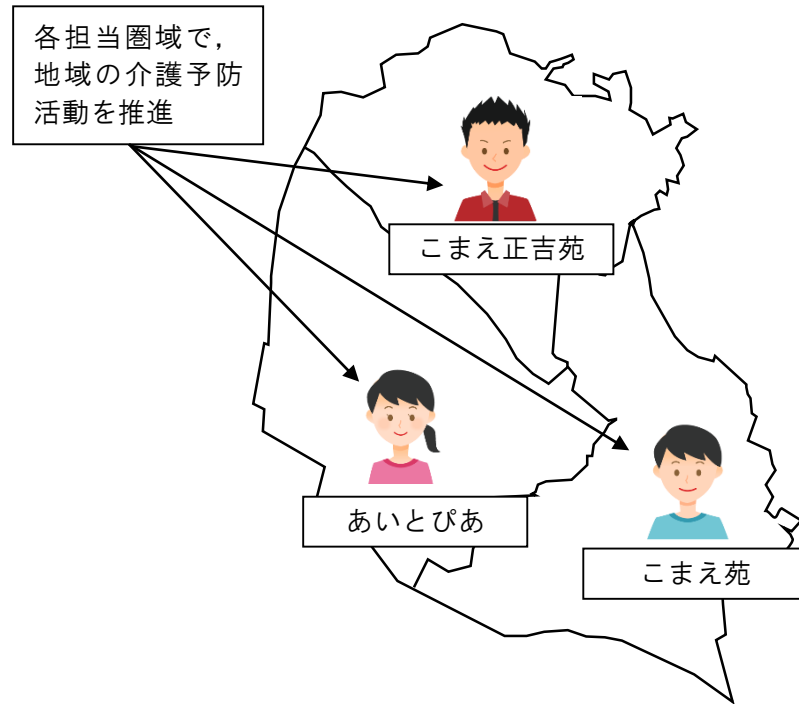 各担当圏域で，
地域の介護予防
活動を推進
こまえ正吉苑
あいとぴあ
こまえ苑